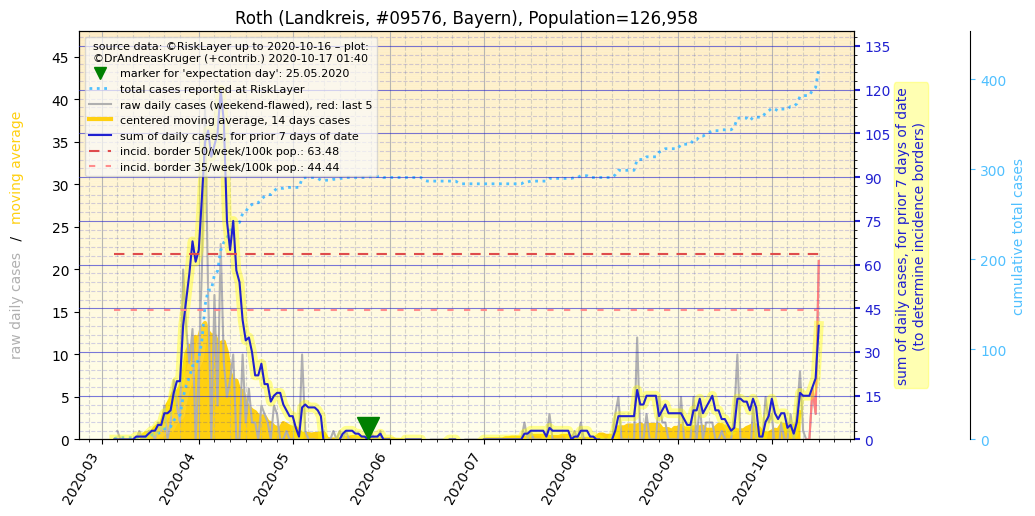 Roth (Landkreis, #09576, Bayern), Population=126,958
source data: ©RiskLayer up to 2020-10-16 – plot:
©DrAndreasKruger (+contrib.) 2020-10-17 01:40
marker for 'expectation day': 25.05.2020
total cases reported at RiskLayer
raw daily cases (weekend-flawed), red: last 5
centered moving average, 14 days cases
sum of daily cases, for prior 7 days of date
incid. border 50/week/100k pop.: 63.48
incid. border 35/week/100k pop.: 44.44
raw daily cases / moving average
45
40
35
30
25
20
15
10
5
0
2020-03
2020-04
2020-05
2020-06
2020-07
2020-08
2020-09
2020-10
135
120
105
90
75
60
45
30
15
0
sum of daily cases, for prior 7 days of date
(to determine incidence borders)
400
300
200
100
0
cumulative total cases